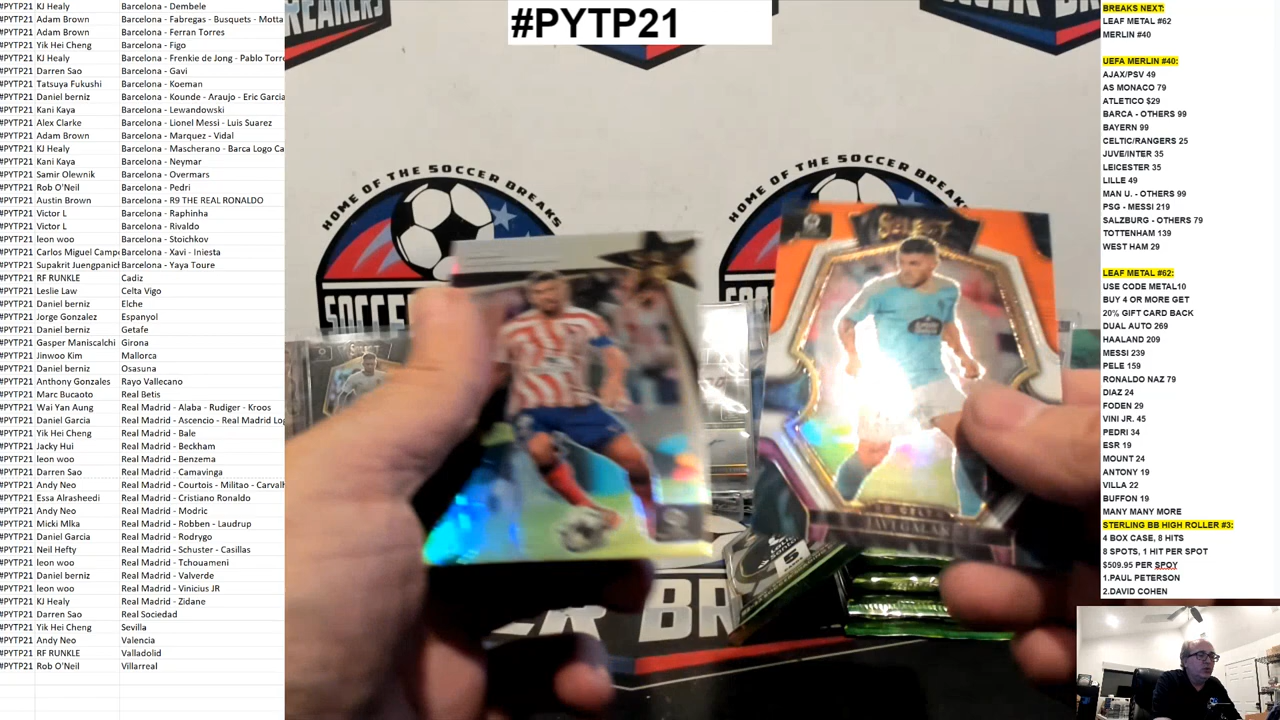 #PYTP21
#PYTP21 KJ Healy Barcelona - Dembele
#PYTP21 Adam Brown Barcelona - Fabregas - Busquets - Motta
#PYTP21 Adam Brown Barcelona - Ferran Torres
#PYTP21 Yik Hei Cheng Barcelona - Figo
#PYTP21 KJ Healy Barcelona - Frenkie de Jong - Pablo Torre
#PYTP21 Darren Sao Barcelona - Gavi
#PYTP21 Tatsuya Fukushi Barcelona - Koeman
#PYTP21 Daniel berniz Barcelona - Kounde - Araujo - Eric Garcia
#PYTP21 Kani Kaya Barcelona - Lewandowski
#PYTP21 Alex Clarke Barcelona - Lionel Messi - Luis Suarez
#PYTP21 Adam Brown Barcelona - Marquez - Vidal
#PYTP21 KJ Healy Barcelona - Mascherano - Barca Logo Ca
#PYTP21 Kani Kaya Barcelona - Neymar
#PYTP21 Samir Olewnik Barcelona - Overmars
#PYTP21 Rob O'Neil Barcelona - Pedri
#PYTP21 Austin Brown Barcelona - R9 THE REAL RONALDO
#PYTP21 Victor L Barcelona - Raphinha
#PYTP21 Victor L Barcelona - Rivaldo
#PYTP21 leon woo Barcelona - Stoichkov
#PYTP21 Carlos Miguel Campo Barcelona - Xavi - Iniesta
#PYTP21 Supakrit Juengpanich Barcelona - Yaya Toure
#PYTP21 RF RUNKLE Cadiz
#PYTP21 Leslie Law Celta Vigo
#PYTP21 Daniel berniz Elche
#PYTP21 Jorge Gonzalez Espanyol
#PYTP21 Daniel berniz Getafe
#PYTP21 Gasper Maniscalchi Girona
#PYTP21 Jinwoo Kim Mallorca
#PYTP21 Daniel berniz Osasuna
#PYTP21 Anthony Gonzales Rayo Vallecano
#PYTP21 Marc Bucaoto Real Betis
#PYTP21 Wai Yan Aung Real Madrid - Alaba - Rudiger - Kroos
#PYTP21 Daniel Garcia Real Madrid - Ascencio - Real Madrid Log
#PYTP21 Yik Hei Cheng Real Madrid - Bale
#PYTP21 Jacky Hui Real Madrid - Beckham
#PYTP21 leon woo Real Madrid - Benzema
#PYTP21 Darren Sao Real Madrid - Camavinga
#PYTP21 Andy Neo Real Madrid - Courtois - Militao - Carvalh
#PYTP21 Essa Alrasheedi Real Madrid - Cristiano Ronaldo
#PYTP21 Andy Neo Real Madrid - Modric
#PYTP21 Micki Mlka Real Madrid - Robben - Laudrup
#PYTP21 Daniel Garcia Real Madrid - Rodrygo
#PYTP21 Neil Hefty Real Madrid - Schuster - Casillas
#PYTP21 leon woo Real Madrid - Tchouameni
#PYTP21 Daniel berniz Real Madrid - Valverde
#PYTP21 leon woo Real Madrid - Vinicius JR
#PYTP21 KJ Healy Real Madrid - Zidane
#PYTP21 Darren Sao Real Sociedad
#PYTP21 Yik Hei Cheng Sevilla
#PYTP21 Andy Neo Valencia
#PYTP21 RF RUNKLE Valladolid
#PYTP21 Rob O'Neil Villarreal
HOME OF THE SOCCER BREAKS
HOME OF THE SOCCER BREAKS
SELECT
BREAKS NEXT:
LEAF METAL #62
MERLIN #40
UEFA MERLIN #40:
AJAX/PSV 49
AS MONACO 79
ATLETICO $29
BARCA - OTHERS 99
BAYERN 99
CELTIC/RANGERS 25
JUVE/INTER 35
LEICESTER 35
LILLE 49
MAN U. - OTHERS 99
PSG - MESSI 219
SALZBURG - OTHERS 79
TOTTENHAM 139
WEST HAM 29
LEAF METAL #62:
USE CODE METAL10
BUY 4 OR MORE GET
20% GIFT CARD BACK
DUAL AUTO 269
HAALAND 209
MESSI 239
PELE 159
RONALDO NAZ 79
DIAZ 24
FODEN 29
VINI JR. 45
PEDRI 34
ESR 19
MOUNT 24
ANTONY 19
VILLA 22
BUFFON 19
MANY MANY MORE
STERLING BB HIGH ROLLER #3:
4 BOX CASE, 8 HITS
8 SPOTS, 1 HIT PER SPOT
$509.95 PER SPOY
1.PAUL PETERSON
2.DAVID COHEN